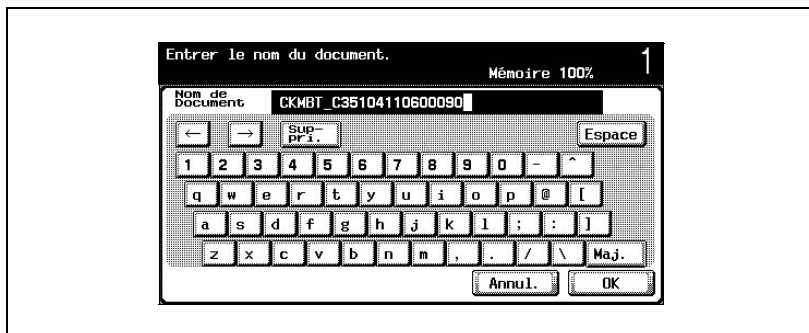 Entrer le nom du document.
Mémoire 100% 1
Nom de
Document CKMBT_C35104110600090
← → Sup-
pri. Espace
1 2 3 4 5 6 7 8 9 0 - ^
q w e r t y u i o p @ [
a s d f g h j k l ; : ]
z x c v b n m , . / \ Maj.
Annul. OK